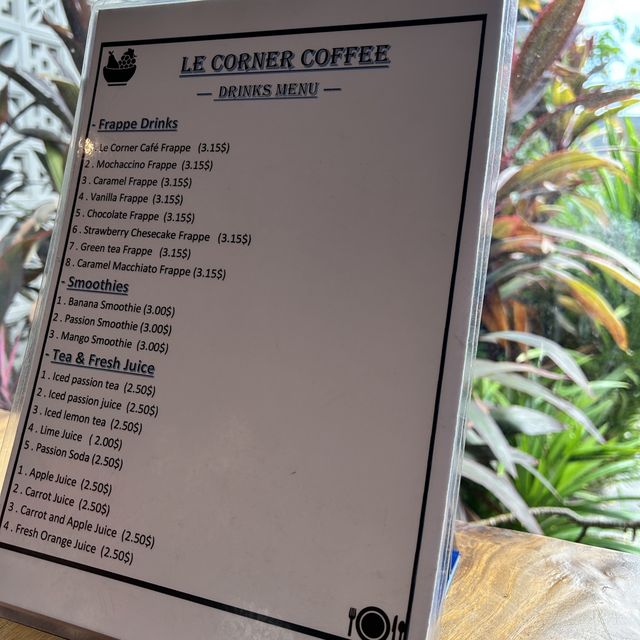 LE CORNER COFFEE
— DRINKS MENU —
- Frappe Drinks
Le Corner Café Frappe (3.15$)
2 . Mochaccino Frappe (3.15$)
3 . Caramel Frappe (3.15$)
4 . Vanilla Frappe (3.15$)
5 . Chocolate Frappe (3.15$)
6 . Strawberry Chesecake Frappe (3.15$)
7 . Green tea Frappe (3.15$)
8 . Caramel Macchiato Frappe (3.15$)
- Smoothies
1 . Banana Smoothie (3.00$)
2 . Passion Smoothie (3.00$)
3 . Mango Smoothie (3.00$)
- Tea & Fresh Juice
1 . Iced passion tea (2.50$)
2 . Iced passion juice (2.50$)
3 . Iced lemon tea (2.50$)
4 . Lime Juice ( 2.00$)
5 . Passion Soda (2.50$)
1 . Apple Juice (2.50$)
2 . Carrot Juice (2.50$)
3 . Carrot and Apple Juice (2.50$)
4 . Fresh Orange Juice (2.50$)